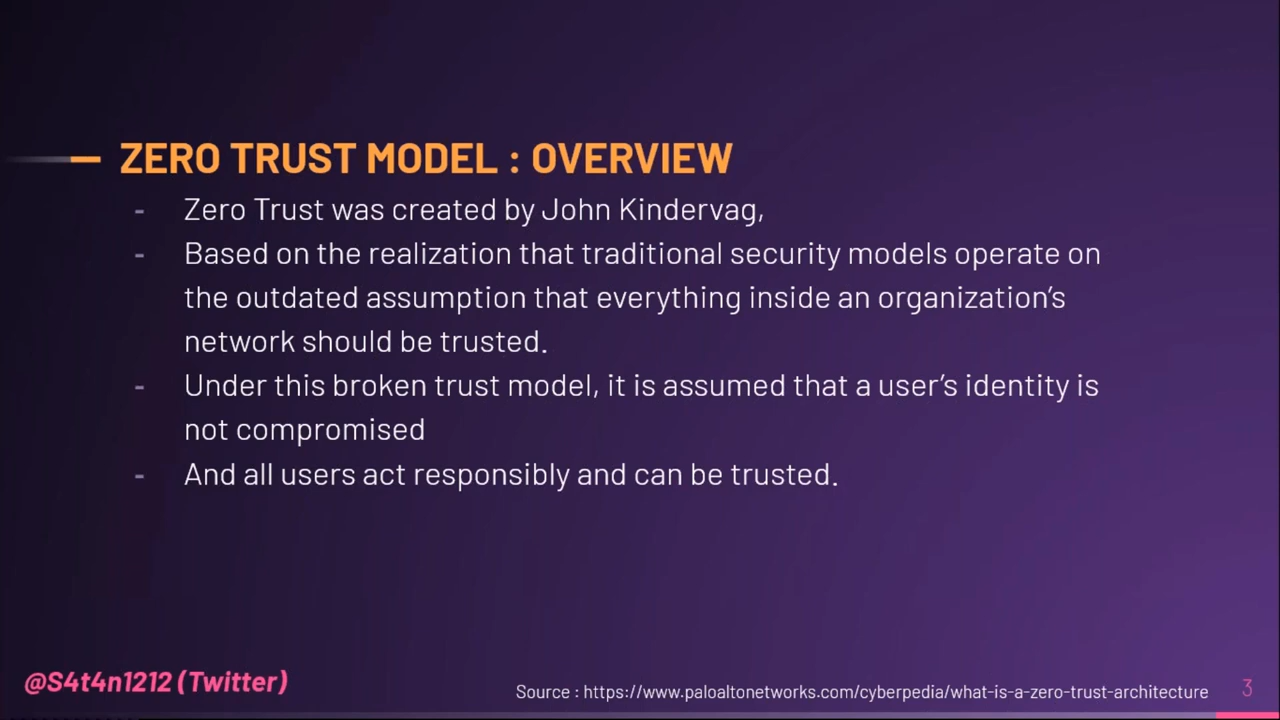 ZERO TRUST MODEL : OVERVIEW
- Zero Trust was created by John Kindervag,
- Based on the realization that traditional security models operate on
the outdated assumption that everything inside an organization’s
network should be trusted.
- Under this broken trust model, it is assumed that a user’s identity is
not compromised
- And all users act responsibly and can be trusted.
@S4t4n1212 (Twitter)
Source : https://www.paloaltonetworks.com/cyberpedia/what-is-a-zero-trust-architecture
3